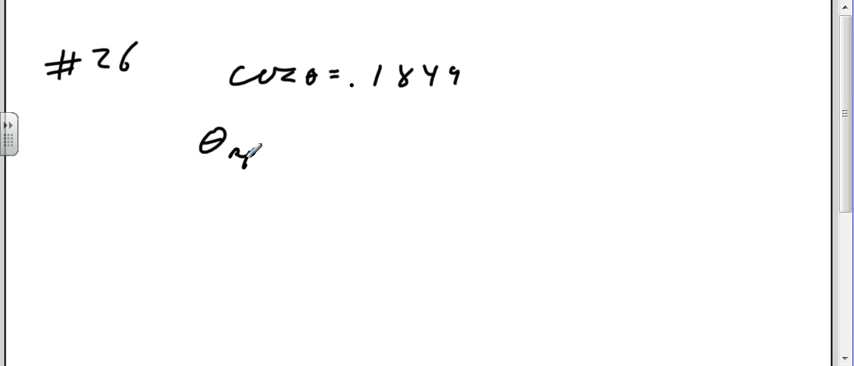 #26 cos θ = .1849
θ